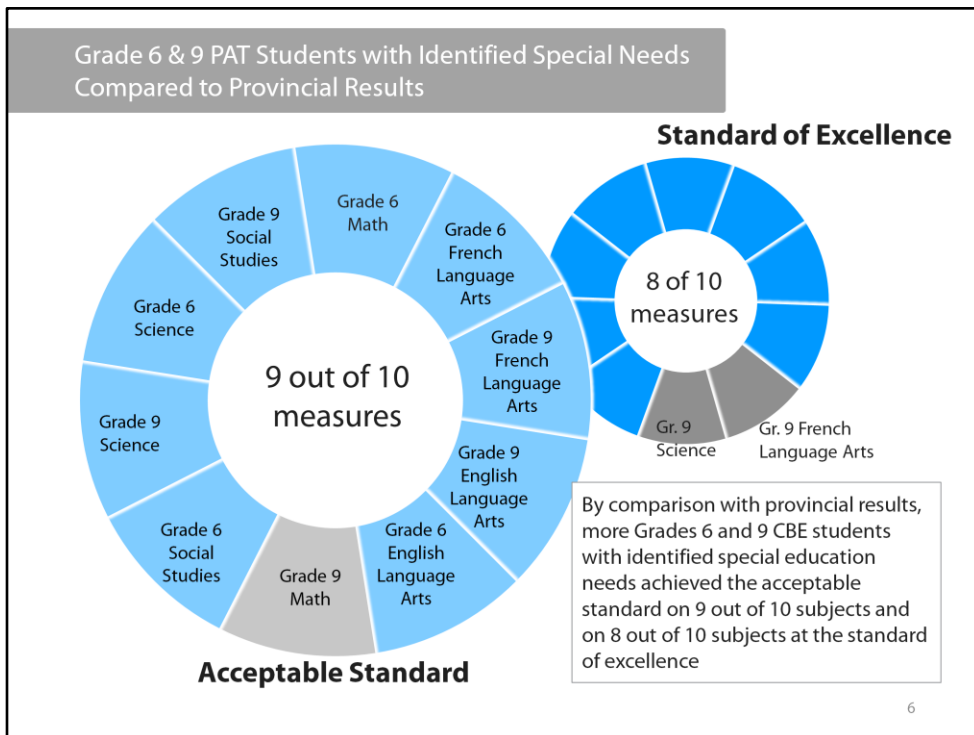 Grade 6 & 9 PAT Students with Identified Special Needs
Compared to Provincial Results
Standard of Excellence
Grade 6
Math
Grade 6
French
Language
Arts
Grade 9
French
Language
Arts
Grade 9
English
Language
Arts
Grade 6
English
Language
Arts
Grade 9
Math
Grade 6
Social
Studies
Grade 9
Science
Grade 6
Science
Grade 9
Social
Studies
9 out of 10
measures
Acceptable Standard
8 of 10
measures
Gr. 9
Science
Gr. 9 French
Language Arts
By comparison with provincial results,
more Grades 6 and 9 CBE students
with identified special education
needs achieved the acceptable
standard on 9 out of 10 subjects and
on 8 out of 10 subjects at the standard
of excellence
6